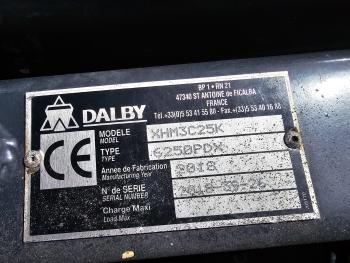 DALBY
BP 1 • RN 21
47340 ST ANTOINE DE FICALBA
FRANCE
Tél.+33(0)5 53 41 55 80 - Fax.+33(0)5 53 40 16 88
CE
MODELE XHM3C25K
MODEL
TYPE 6250PDX
TYPE
Année de Fabrication 2018
Manufacturing Year
N° de SERIE
SERIAL NUMBER
Charge Maxi
Load Max